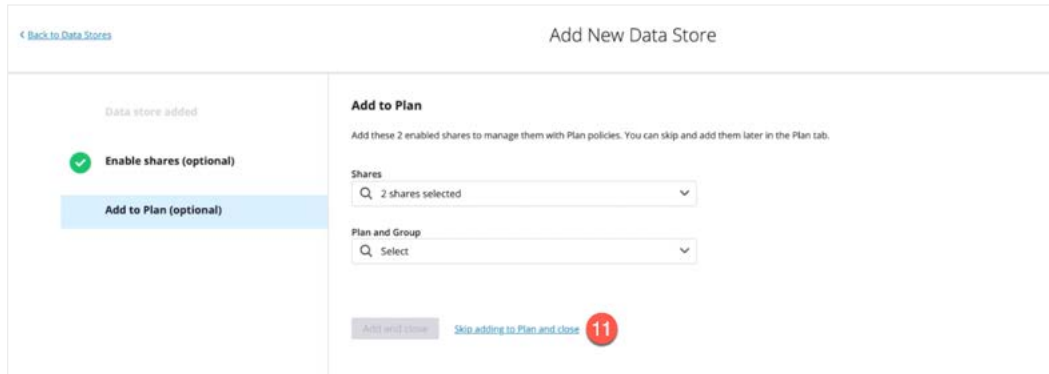 < Back to Data Stores
Add New Data Store
Data store added
Enable shares (optional)
Add to Plan (optional)
Add to Plan
Add these 2 enabled shares to manage them with Plan policies. You can skip and add them later in the Plan tab.
Shares
2 shares selected
Plan and Group
Select
Add and close
Skip adding to Plan and close
11